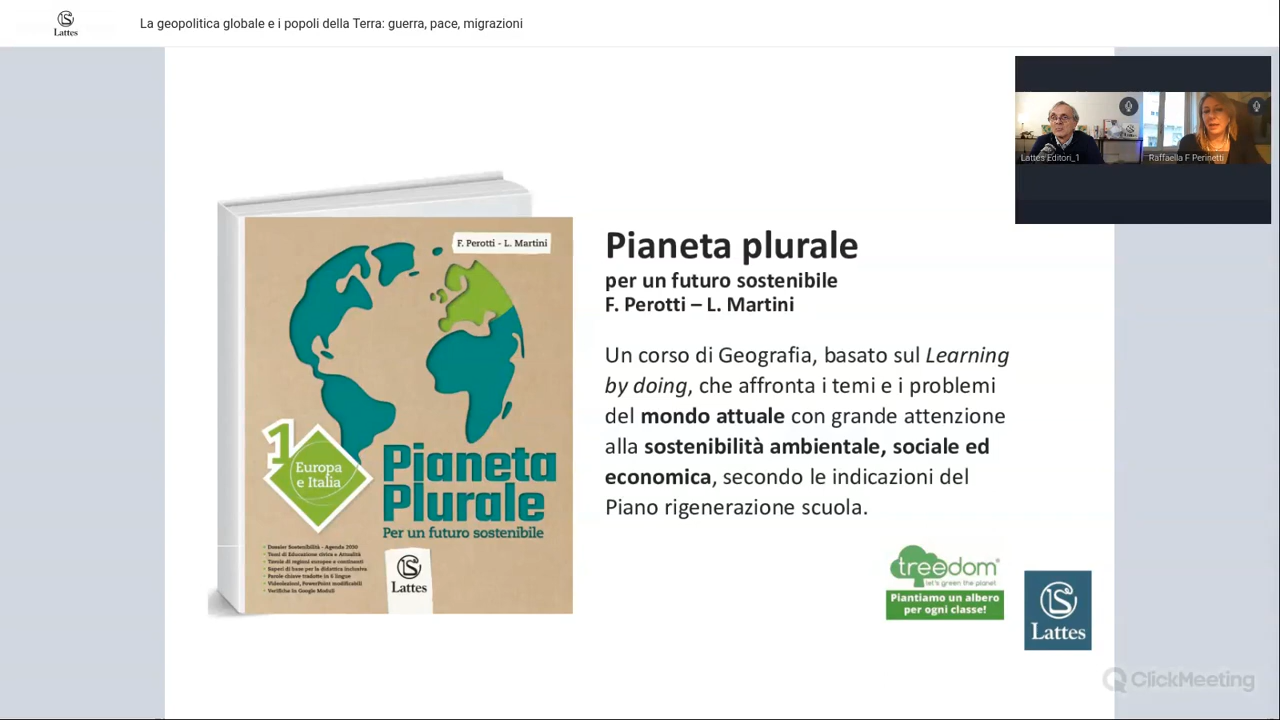 Lattes
La geopolitica globale e i popoli della Terra: guerra, pace, migrazioni
Lattes Editori_1
Raffaella F Perinetti
F. Perotti - L. Martini
1
Europa
e Italia
Pianeta
Plurale
Per un futuro sostenibile
• Dossier Sostenibilità - Agenda 2030
• Temi di Educazione civica e Attualità
• Tavole di regioni europee e continenti
• Saperi di base per la didattica inclusiva
• Parole chiave tradotte in 6 lingue
• Videolezioni, PowerPoint modificabili
• Verifiche in Google Moduli
Lattes
Pianeta plurale
per un futuro sostenibile
F. Perotti – L. Martini
Un corso di Geografia, basato sul Learning
by doing, che affronta i temi e i problemi
del mondo attuale con grande attenzione
alla sostenibilità ambientale, sociale ed
economica, secondo le indicazioni del
Piano rigenerazione scuola.
treedom
let's green the planet
Piantiamo un albero
per ogni classe!
Lattes
ClickMeeting